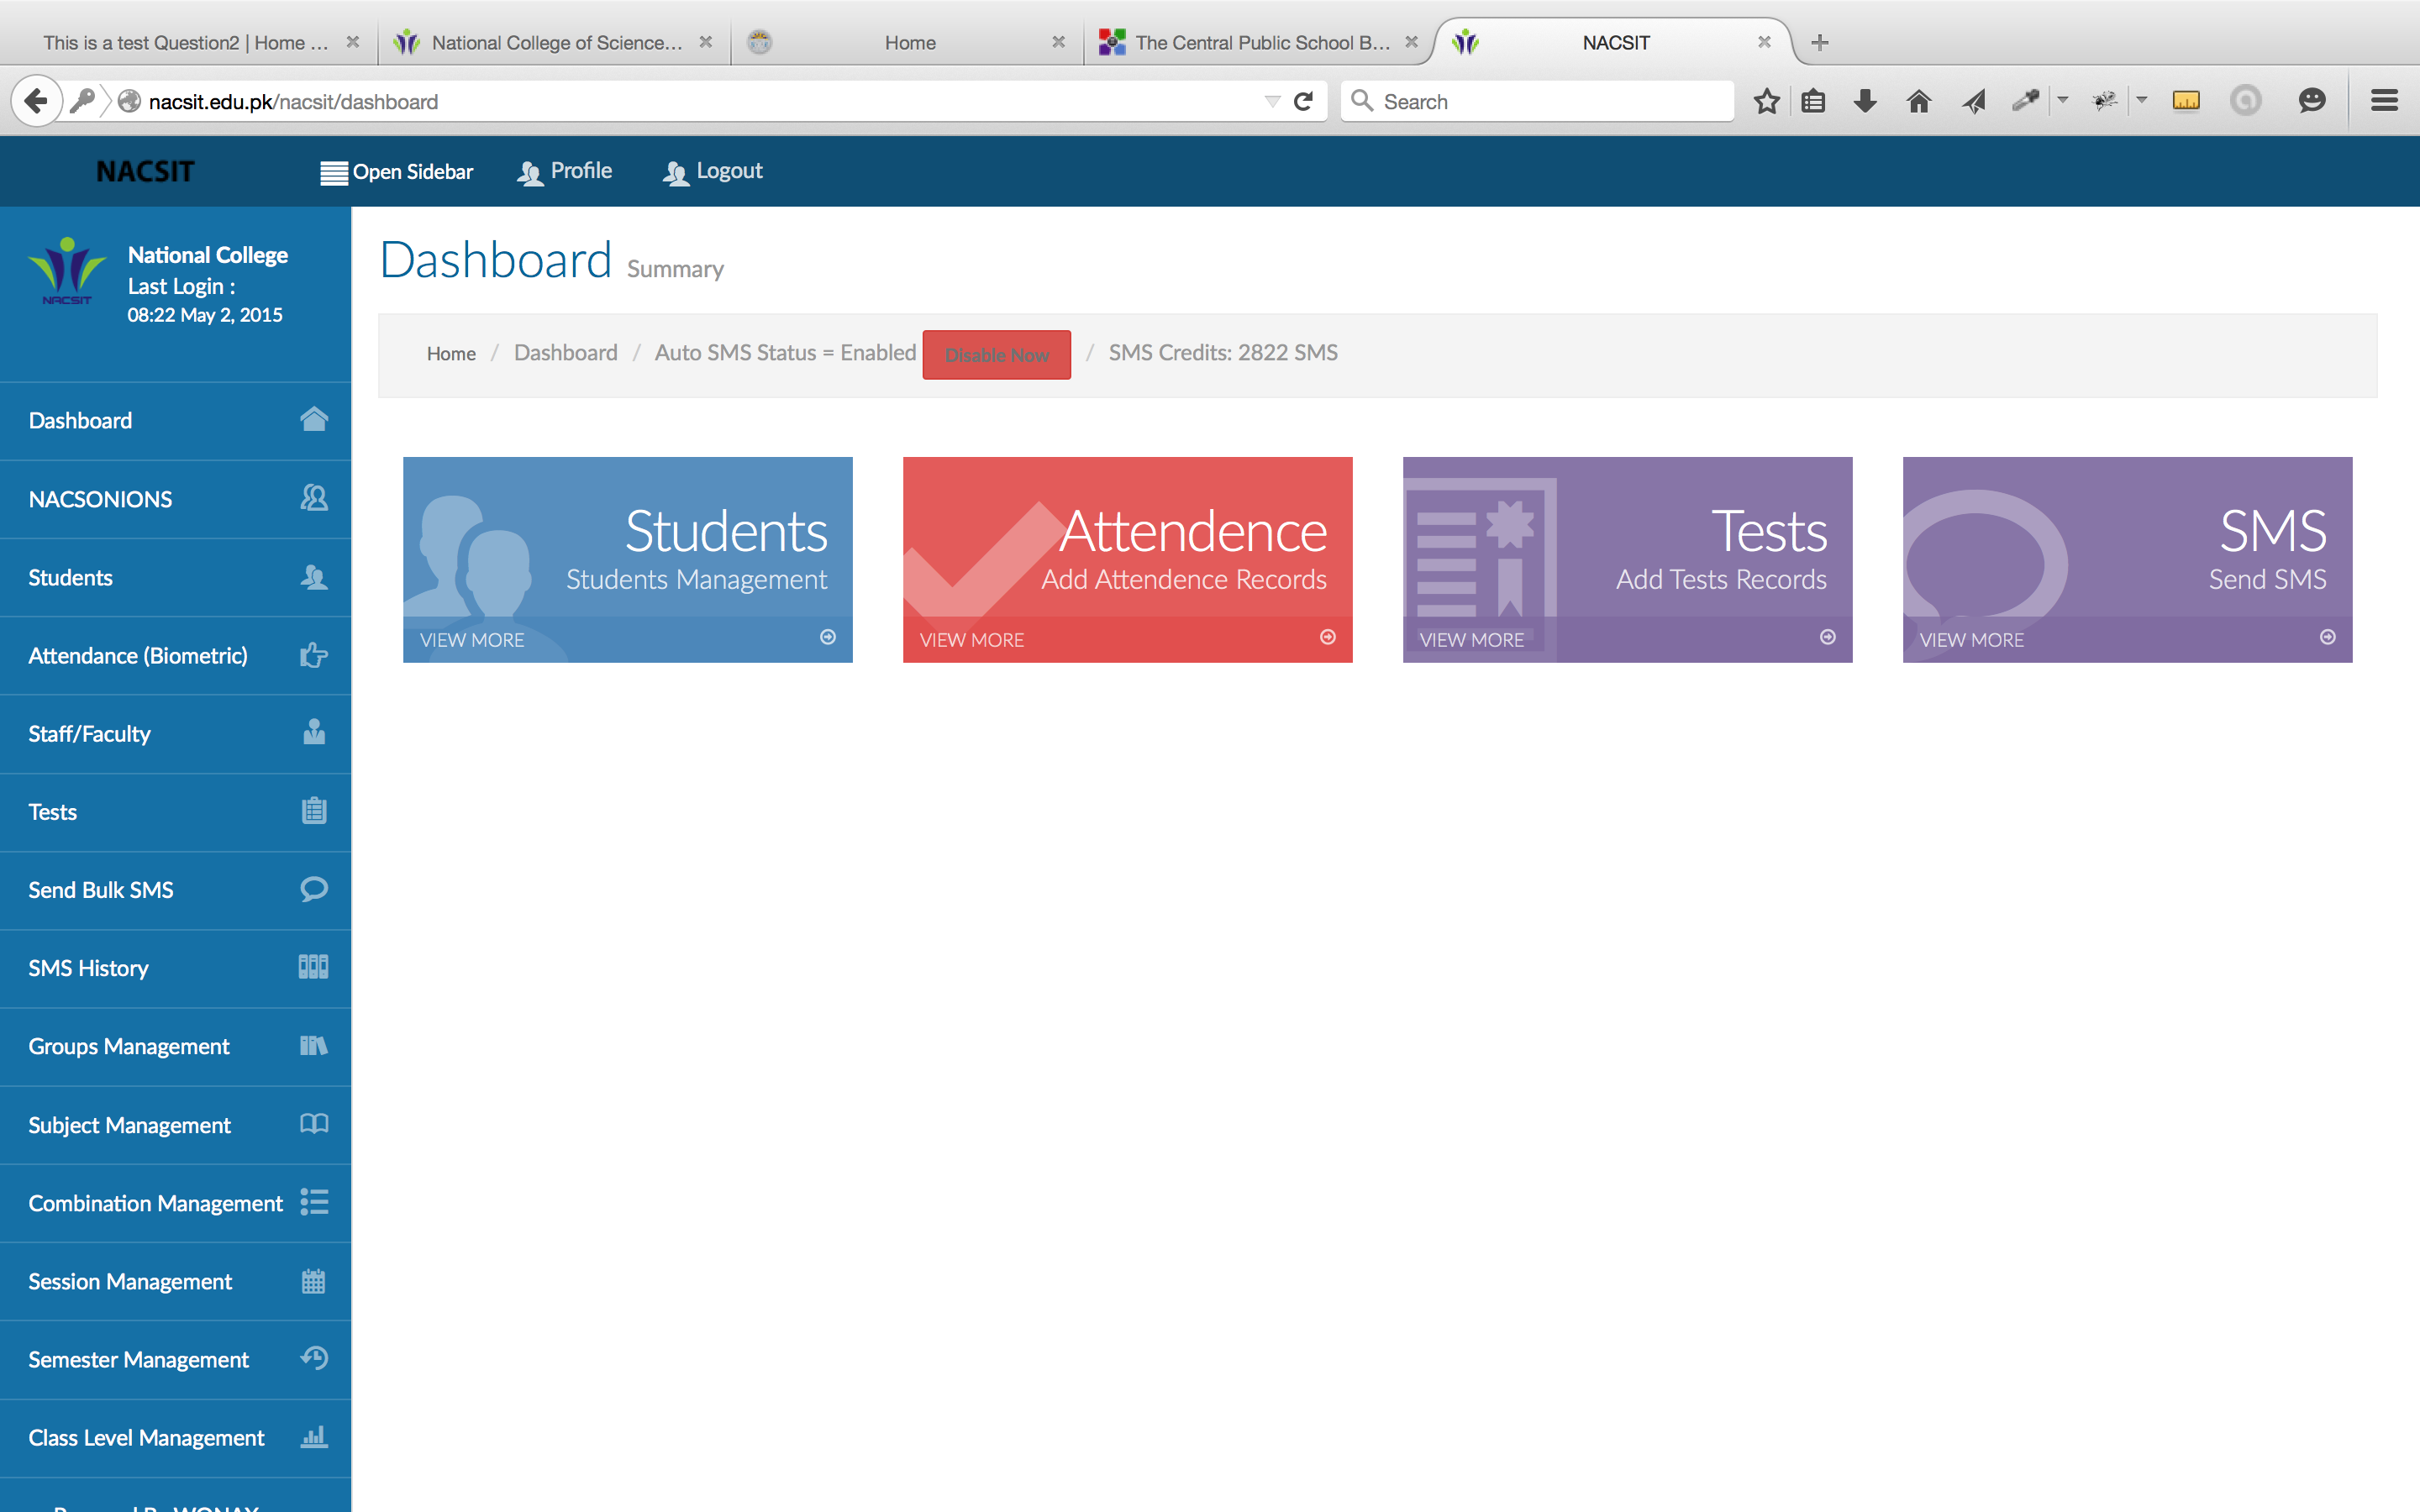 This is a test Question2 | Home ...
National College of Science...
Home
The Central Public School B...
NACSIT
nacsit.edu.pk/nacsit/dashboard
Search
NACSIT
Open Sidebar
Profile
Logout
NACSIT
National College
Last Login :
08:22 May 2, 2015
Dashboard
NACSONIONS
Students
Attendance (Biometric)
Staff/Faculty
Tests
Send Bulk SMS
SMS History
Groups Management
Subject Management
Combination Management
Session Management
Semester Management
Class Level Management
Dashboard Summary
Home / Dashboard / Auto SMS Status = Enabled Disable Now / SMS Credits: 2822 SMS
Students
Students Management
VIEW MORE
Attendence
Add Attendence Records
VIEW MORE
Tests
Add Tests Records
VIEW MORE
SMS
Send SMS
VIEW MORE